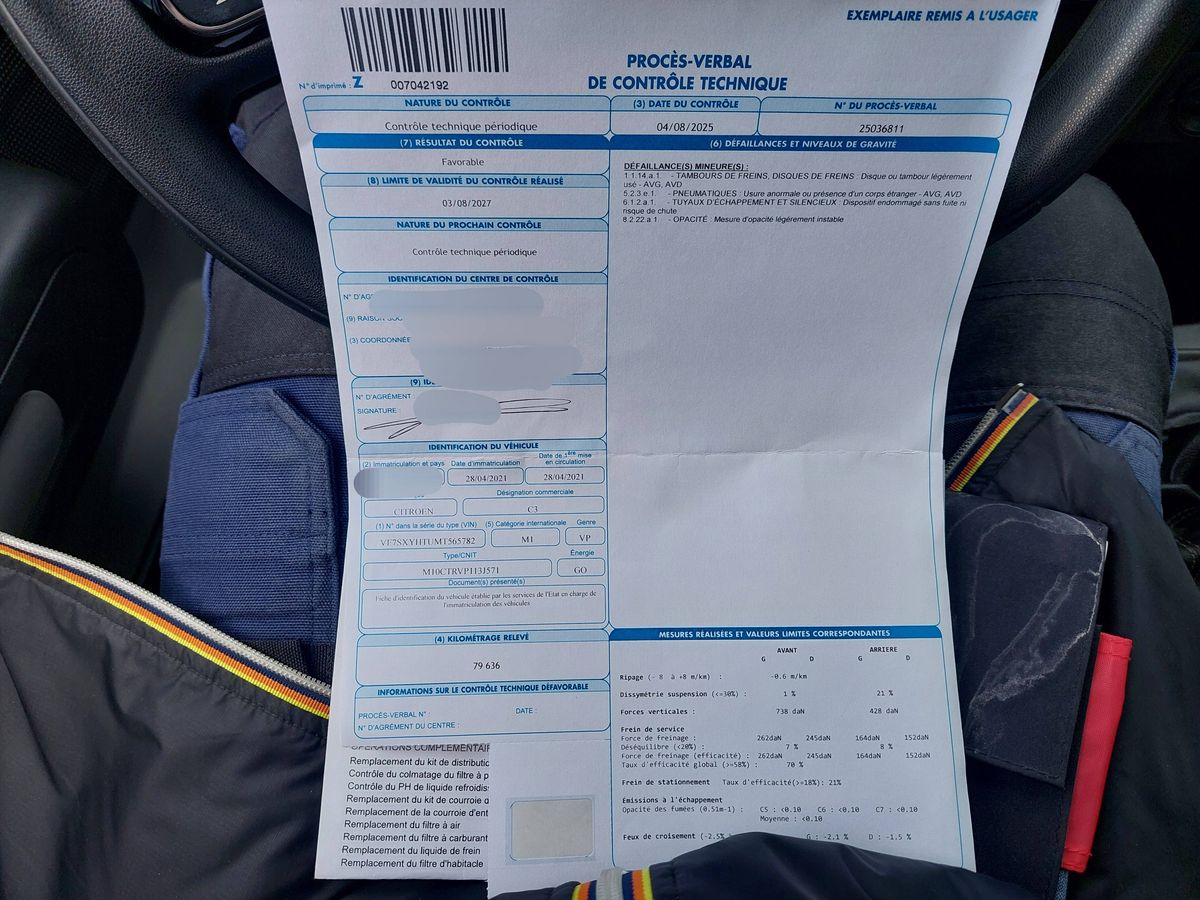 EXEMPLAIRE REMIS A L'USAGER
PROCÈS-VERBAL
DE CONTRÔLE TECHNIQUE
N° d'imprimé : Z 007042192
NATURE DU CONTRÔLE
Contrôle technique périodique
(3) DATE DU CONTRÔLE
04/08/2025
N° DU PROCÈS-VERBAL
25036811
(7) RÉSULTAT DU CONTRÔLE
Favorable
(8) LIMITE DE VALIDITÉ DU CONTRÔLE RÉALISÉ
03/08/2027
NATURE DU PROCHAIN CONTRÔLE
Contrôle technique périodique
IDENTIFICATION DU CENTRE DE CONTRÔLE
N° D'AG
(9) RAISON SOC
(3) COORDONNÉE
(9) ID
N° D'AGRÉMENT :
SIGNATURE :
IDENTIFICATION DU VÉHICULE
(2) Immatriculation et pays
Date d'immatriculation
28/04/2021
Date de 1ère mise
en circulation
28/04/2021
CITROEN
Désignation commerciale
C3
(1) N° dans la série du type (VIN)
VF7SXYHTUMT565782
(5) Catégorie internationale
M1
Genre
VP
Type/CNIT
M10CTRVP113J571
Énergie
GO
Document(s) présenté(s)
Fiche d'identification du véhicule établie par les services de l'Etat en charge de
l'immatriculation des véhicules
(4) KILOMÉTRAGE RELEVÉ
79 636
INFORMATIONS SUR LE CONTRÔLE TECHNIQUE DÉFAVORABLE
PROCÈS-VERBAL N° :
DATE :
N° D'AGRÉMENT DU CENTRE :
(6) DÉFAILLANCES ET NIVEAUX DE GRAVITÉ
DÉFAILLANCE(S) MINEURE(S) :
1.1.14.a.1. - TAMBOURS DE FREINS, DISQUES DE FREINS : Disque ou tambour légèrement
usé - AVG, AVD
5.2.3.e.1. - PNEUMATIQUES : Usure anormale ou présence d'un corps étranger - AVG, AVD
6.1.2.a.1. - TUYAUX D'ÉCHAPPEMENT ET SILENCIEUX : Dispositif endommagé sans fuite ni
risque de chute
8.2.22.a.1. - OPACITÉ : Mesure d'opacité légèrement instable
MESURES RÉALISÉES ET VALEURS LIMITES CORRESPONDANTES
AVANT ARRIERE
G D G D
Ripage (- 8 à +8 m/km) : -0.6 m/km
Dissymétrie suspension (<=30%) : 1 % 21 %
Forces verticales : 738 daN 428 daN
Frein de service
Force de freinage : 262daN 245daN 164daN 152daN
Déséquilibre (<20%) : 7 % 8 %
Force de freinage (efficacité) : 262daN 245daN 164daN 152daN
Taux d'efficacité global (>=58%) : 70 %
Frein de stationnement Taux d'efficacité(>=18%): 21%
Émissions à l'échappement
Opacité des fumées (0.51m-1) : C5 : <0.10 C6 : <0.10 C7 : <0.10
Moyenne : <0.10
Feux de croisement (-2.5% G : -2.1 % D : -1.5 %
OPERATIONS COMPLEMENTAIR
Remplacement du kit de distributio
Contrôle du colmatage du filtre à p
Contrôle du PH de liquide refroidiss
Remplacement du kit de courroie d
Remplacement de la courroie d'ent
Remplacement du filtre à air
Remplacement du filtre à carburant
Remplacement du liquide de frein
Remplacement du filtre d'habitacle